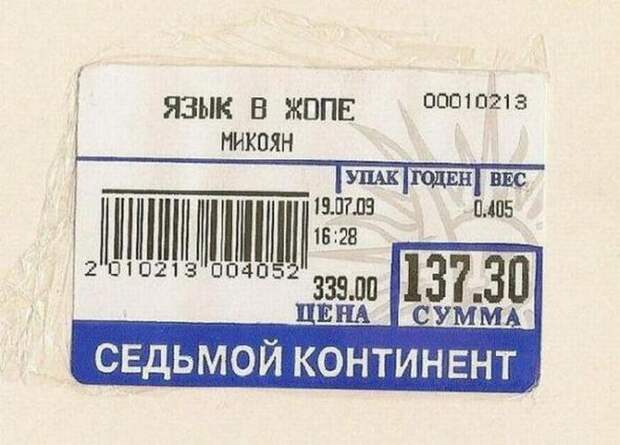 ЯЗЫК В ЖОПЕ
00010213
МИКОЯН
УПАК ГОДЕН ВЕС
19.07.09 0.405
16:28
2 010213 004052
339.00 137.30
ЦЕНА СУММА
СЕДЬМОЙ КОНТИНЕНТ